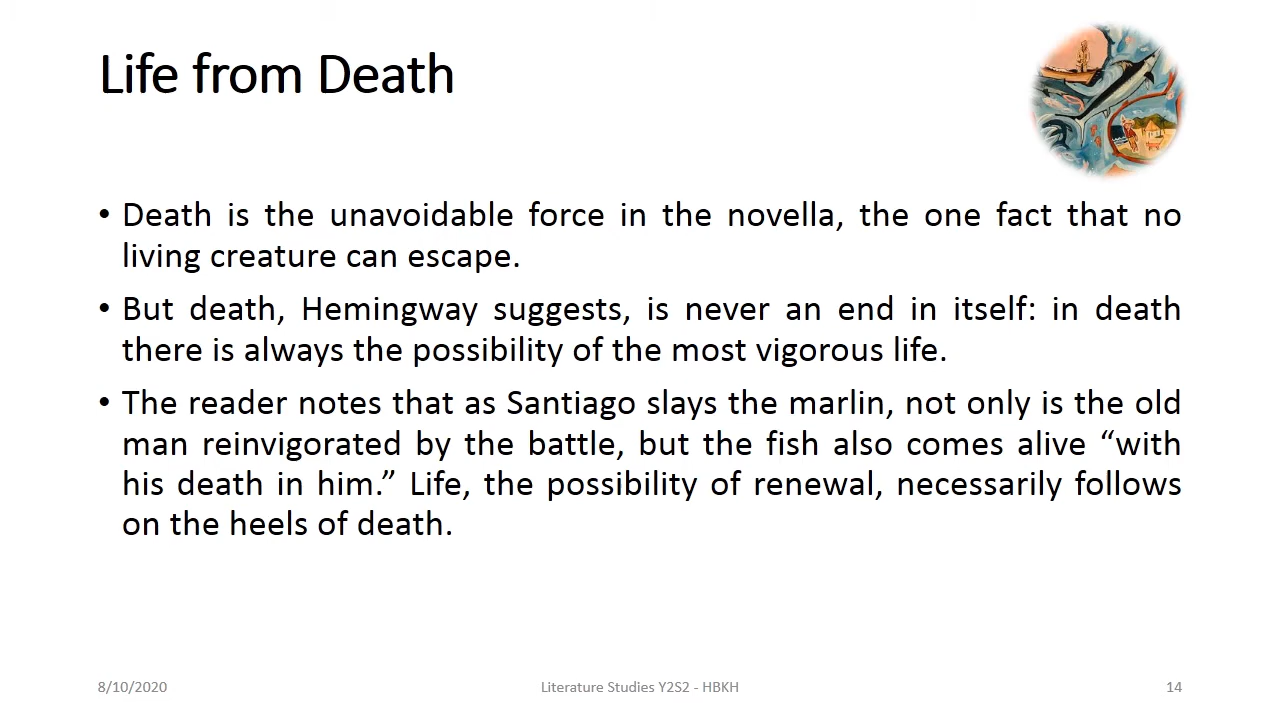 Life from Death
• Death is the unavoidable force in the novella, the one fact that no
living creature can escape.
• But death, Hemingway suggests, is never an end in itself: in death
there is always the possibility of the most vigorous life.
• The reader notes that as Santiago slays the marlin, not only is the old
man reinvigorated by the battle, but the fish also comes alive “with
his death in him.” Life, the possibility of renewal, necessarily follows
on the heels of death.
8/10/2020
Literature Studies Y2S2 - HBKH
14